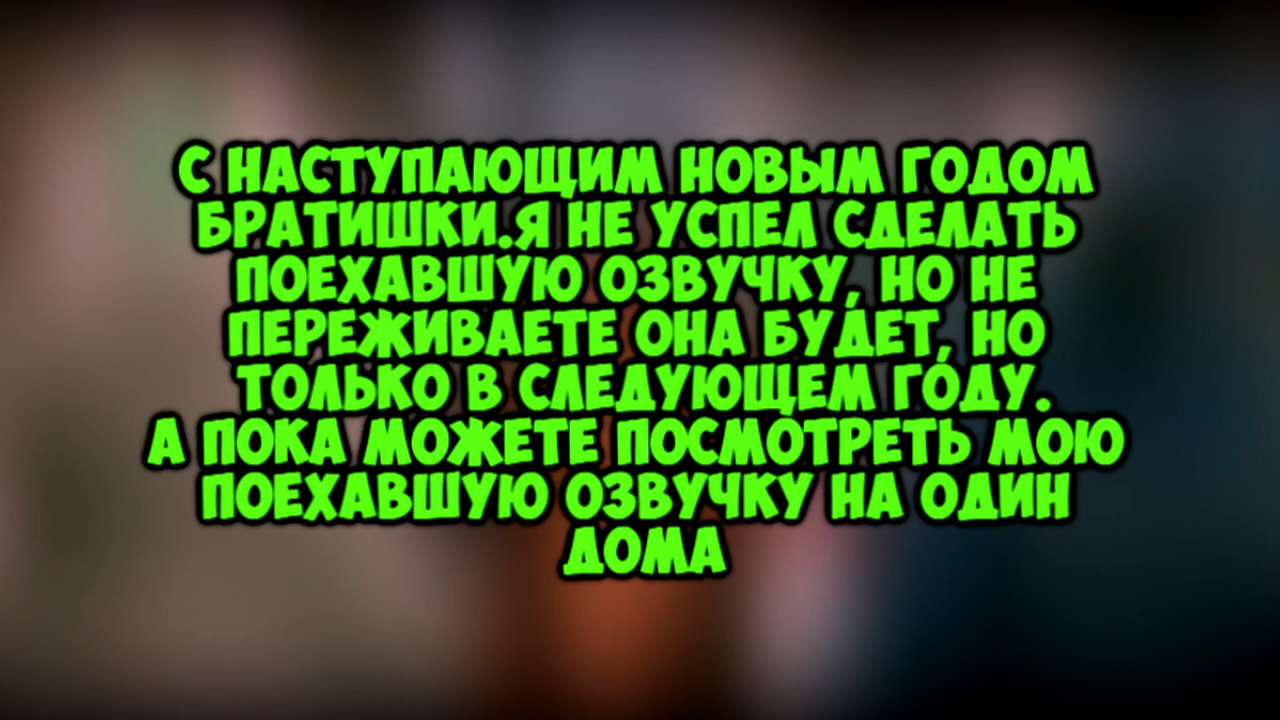 С НАСТУПАЮЩИМ НОВЫМ ГОДОМ
БРАТИШКИ.Я НЕ УСПЕЛ СДЕЛАТЬ
ПОЕХАВШУЮ ОЗВУЧКУ, НО НЕ
ПЕРЕЖИВАЕТЕ ОНА БУДЕТ, НО
ТОЛЬКО В СЛЕДУЮЩЕМ ГОДУ.
А ПОКА МОЖЕТЕ ПОСМОТРЕТЬ МОЮ
ПОЕХАВШУЮ ОЗВУЧКУ НА ОДИН
ДОМА